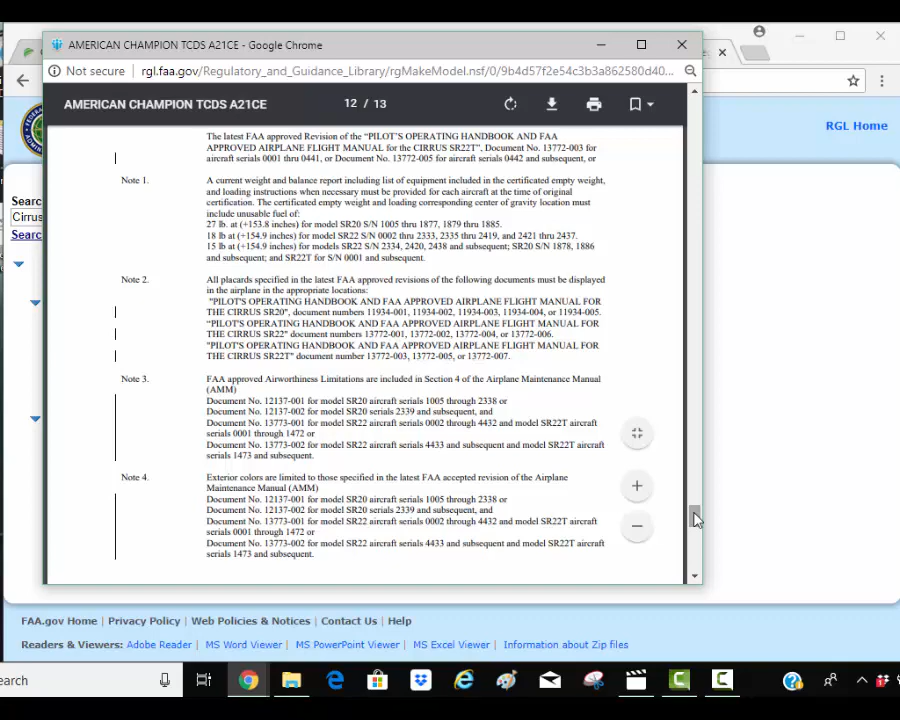 AMERICAN CHAMPION TCDS A21CE - Google Chrome
Not secure | rgl.faa.gov/Regulatory_and_Guidance_Library/rgMakeModel.nsf/0/9b4d57f2e54c3b3a862580d40...
AMERICAN CHAMPION TCDS A21CE 12 / 13
RGL Home
Searc
Cirrus
Searc
The latest FAA approved Revision of the "PILOT'S OPERATING HANDBOOK AND FAA
APPROVED AIRPLANE FLIGHT MANUAL for the CIRRUS SR22T", Document No. 13772-003 for
aircraft serials 0001 thru 0441, or Document No. 13772-005 for aircraft serials 0442 and subsequent, or
Note 1. A current weight and balance report including list of equipment included in the certificated empty weight,
and loading instructions when necessary must be provided for each aircraft at the time of original
certification. The certificated empty weight and loading corresponding center of gravity location must
include unusable fuel of:
27 lb. at (+153.8 inches) for model SR20 S/N 1005 thru 1877, 1879 thru 1885.
18 lb at (+154.9 inches) for models SR22 S/N 0002 thru 2333, 2335 thru 2419, and 2421 thru 2437.
15 lb at (+154.9 inches) for models SR22 S/N 2334, 2420, 2438 and subsequent; SR20 S/N 1878, 1886
and subsequent; and SR22T for S/N 0001 and subsequent.
Note 2. All placards specified in the latest FAA approved revisions of the following documents must be displayed
in the airplane in the appropriate locations:
"PILOT'S OPERATING HANDBOOK AND FAA APPROVED AIRPLANE FLIGHT MANUAL FOR
THE CIRRUS SR20", document numbers 11934-001, 11934-002, 11934-003, 11934-004, or 11934-005.
"PILOT'S OPERATING HANDBOOK AND FAA APPROVED AIRPLANE FLIGHT MANUAL FOR
THE CIRRUS SR22" document numbers 13772-001, 13772-002, 13772-004, or 13772-006.
"PILOT'S OPERATING HANDBOOK AND FAA APPROVED AIRPLANE FLIGHT MANUAL FOR
THE CIRRUS SR22T" document number 13772-003, 13772-005, or 13772-007.
Note 3. FAA approved Airworthiness Limitations are included in Section 4 of the Airplane Maintenance Manual
(AMM)
Document No. 12137-001 for model SR20 aircraft serials 1005 through 2338 or
Document No. 12137-002 for model SR20 serials 2339 and subsequent, and
Document No. 13773-001 for model SR22 aircraft serials 0002 through 4432 and model SR22T aircraft
serials 0001 through 1472 or
Document No. 13773-002 for model SR22 aircraft serials 4433 and subsequent and model SR22T aircraft
serials 1473 and subsequent.
Note 4. Exterior colors are limited to those specified in the latest FAA accepted revision of the Airplane
Maintenance Manual (AMM)
Document No. 12137-001 for model SR20 aircraft serials 1005 through 2338 or
Document No. 12137-002 for model SR20 serials 2339 and subsequent, and
Document No. 13773-001 for model SR22 aircraft serials 0002 through 4432 and model SR22T aircraft
serials 0001 through 1472 or
Document No. 13773-002 for model SR22 aircraft serials 4433 and subsequent and model SR22T aircraft
serials 1473 and subsequent.
FAA.gov Home | Privacy Policy | Web Policies & Notices | Contact Us | Help
Readers & Viewers: Adobe Reader | MS Word Viewer | MS PowerPoint Viewer | MS Excel Viewer | Information about Zip files
earch